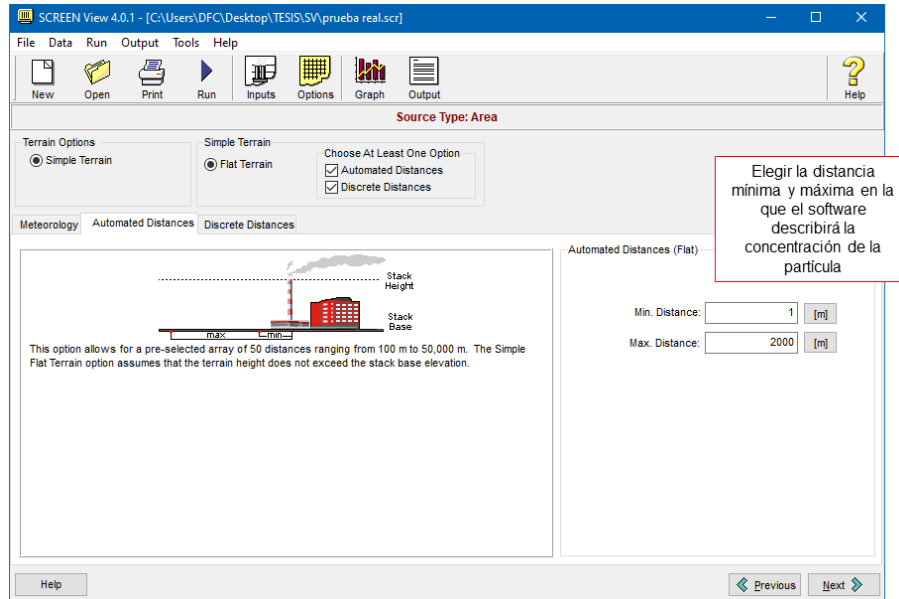 SCREEN View 4.0.1 - [C:\Users\DFC\Desktop\TESIS\SV\prueba real.scr]
File Data Run Output Tools Help
New Open Print Run Inputs Options Graph Output Help
Source Type: Area
Terrain Options
Simple Terrain
Simple Terrain
Flat Terrain
Choose At Least One Option
Automated Distances
Discrete Distances
Elegir la distancia
mínima y máxima en la
que el software
describirá la
concentración de la
partícula
Meteorology Automated Distances Discrete Distances
Stack
Height
Stack
Base
max min
This option allows for a pre-selected array of 50 distances ranging from 100 m to 50,000 m. The Simple
Flat Terrain option assumes that the terrain height does not exceed the stack base elevation.
Automated Distances (Flat)
Min. Distance: 1 [m]
Max. Distance: 2000 [m]
Help
Previous Next